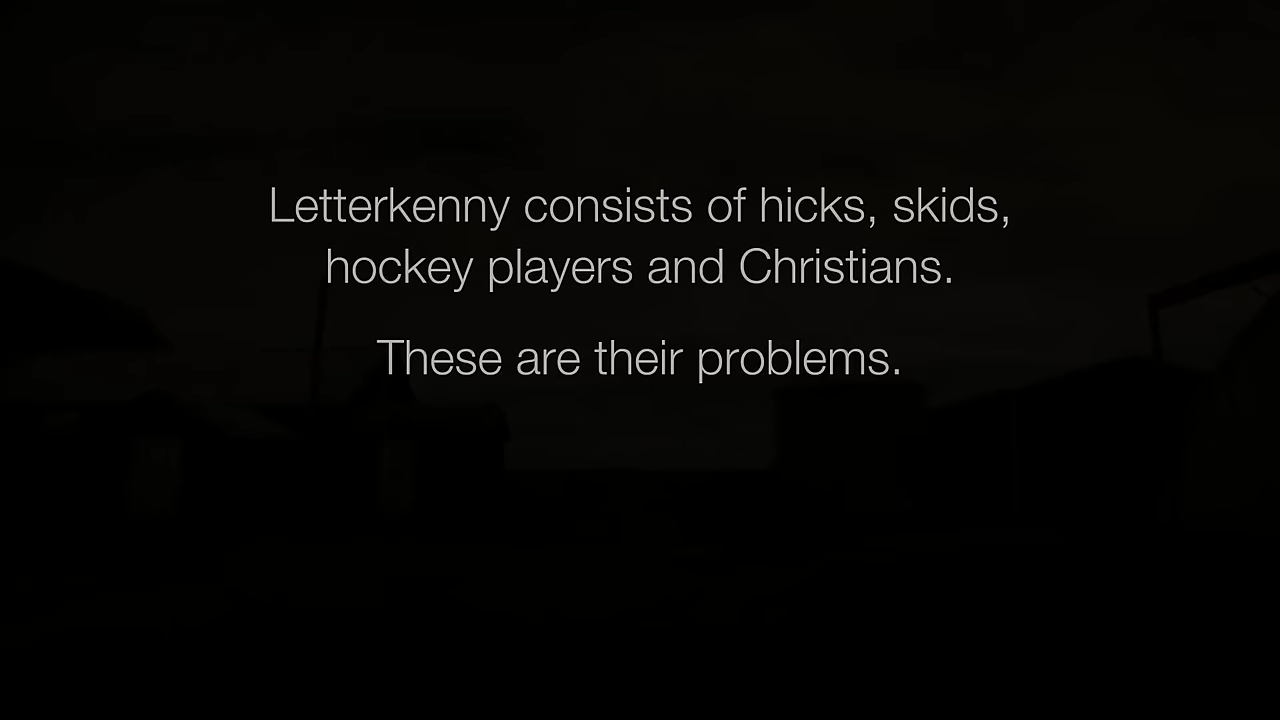 Letterkenny consists of hicks, skids,
hockey players and Christians.
These are their problems.